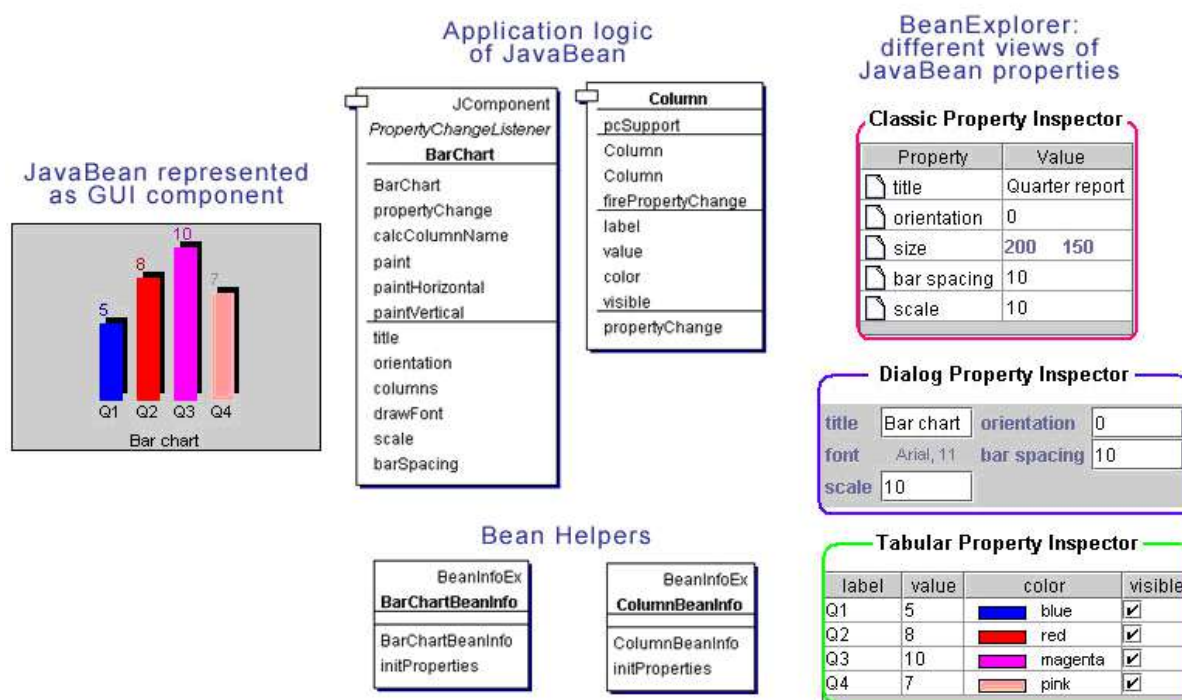 Application logic
of JavaBean
BeanExplorer:
different views of
JavaBean properties
JavaBean represented
as GUI component
5
8
10
7
Q1 Q2 Q3 Q4
Bar chart
JComponent
PropertyChangeListener
BarChart
BarChart
propertyChange
calcColumnName
paint
paintHorizontal
paintVertical
title
orientation
columns
drawFont
scale
barSpacing
Column
pcSupport
Column
Column
firePropertyChange
label
value
color
visible
propertyChange
Classic Property Inspector
Property Value
title Quarter report
orientation 0
size 200 150
bar spacing 10
scale 10
Dialog Property Inspector
title Bar chart orientation 0
font Arial, 11 bar spacing 10
scale 10
Bean Helpers
BeanInfoEx
BarChartBeanInfo
BarChartBeanInfo
initProperties
BeanInfoEx
ColumnBeanInfo
ColumnBeanInfo
initProperties
Tabular Property Inspector
label value color visible
Q1 5 blue
Q2 8 red
Q3 10 magenta
Q4 7 pink